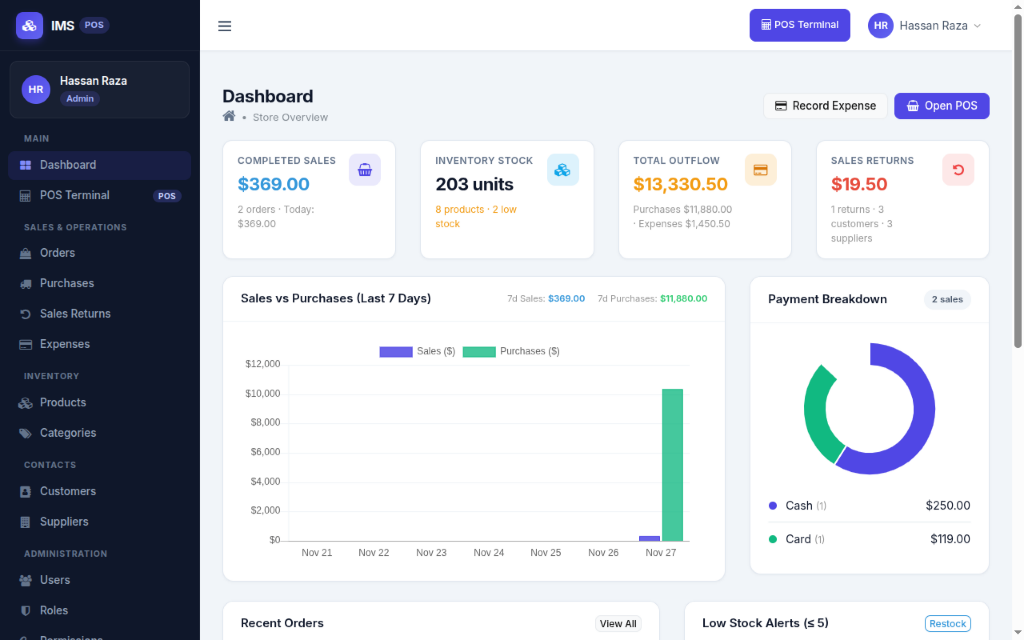 IMS POS
POS Terminal
HR Hassan Raza
HR
Hassan Raza
Admin
MAIN
Dashboard
POS Terminal POS
SALES & OPERATIONS
Orders
Purchases
Sales Returns
Expenses
INVENTORY
Products
Categories
CONTACTS
Customers
Suppliers
ADMINISTRATION
Users
Roles
Permissions
Dashboard
• Store Overview
Record Expense
Open POS
COMPLETED SALES
$369.00
2 orders · Today:
$369.00
INVENTORY STOCK
203 units
8 products · 2 low
stock
TOTAL OUTFLOW
$13,330.50
Purchases $11,880.00
· Expenses $1,450.50
SALES RETURNS
$19.50
1 returns · 3
customers · 3
suppliers
Sales vs Purchases (Last 7 Days)
7d Sales: $369.00 7d Purchases: $11,880.00
Sales ($) Purchases ($)
$12,000
$10,000
$8,000
$6,000
$4,000
$2,000
$0
Nov 21 Nov 22 Nov 23 Nov 24 Nov 25 Nov 26 Nov 27
Payment Breakdown
2 sales
Cash (1) $250.00
Card (1) $119.00
Recent Orders
View All
Low Stock Alerts (≤ 5)
Restock